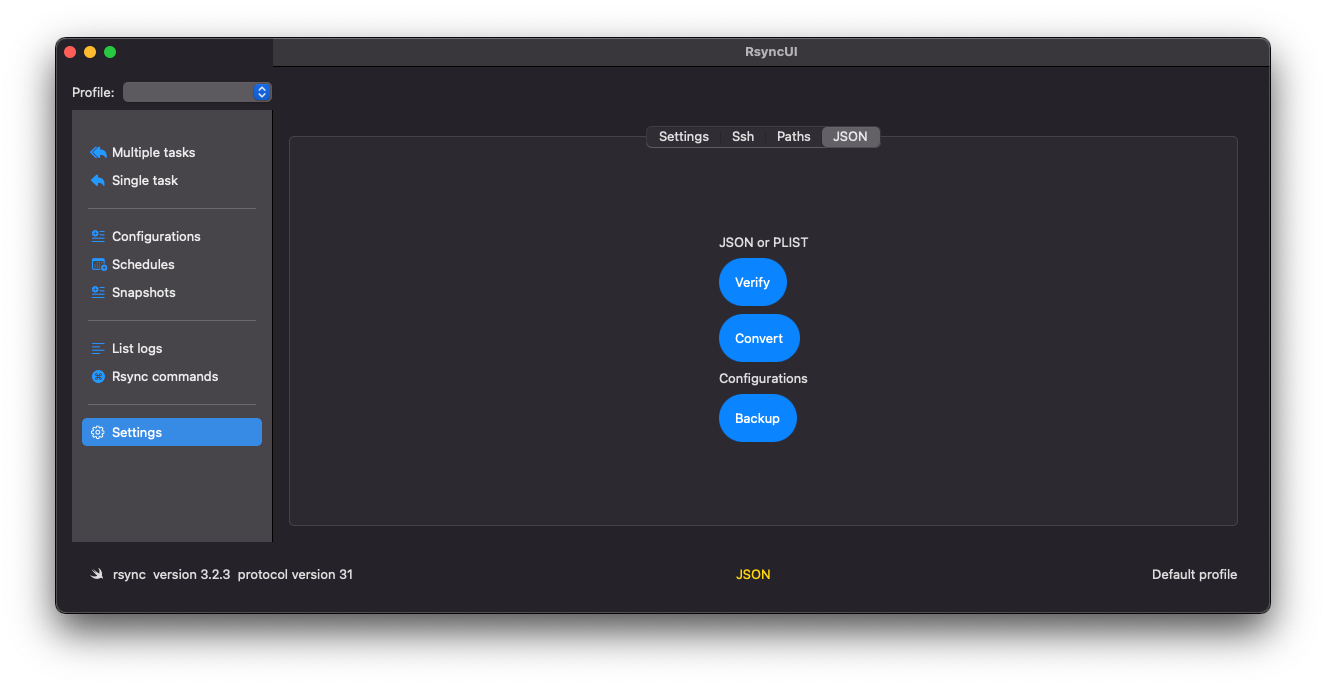 RsyncUI
Profile:
Multiple tasks
Single task
Configurations
Schedules
Snapshots
List logs
Rsync commands
Settings
Settings Ssh Paths JSON
JSON or PLIST
Verify
Convert
Configurations
Backup
rsync version 3.2.3 protocol version 31
JSON
Default profile